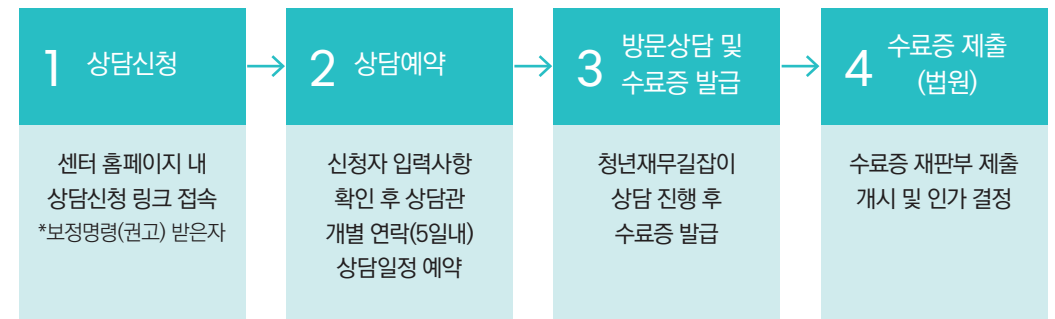 1 상담신청
센터 홈페이지 내
상담신청 링크 접속
*보정명령(권고) 받은자
2 상담예약
신청자 입력사항
확인 후 상담관
개별 연락(5일내)
상담일정 예약
3 방문상담 및
수료증 발급
청년재무길잡이
상담 진행 후
수료증 발급
4 수료증 제출
(법원)
수료증 재판부 제출
개시 및 인가 결정